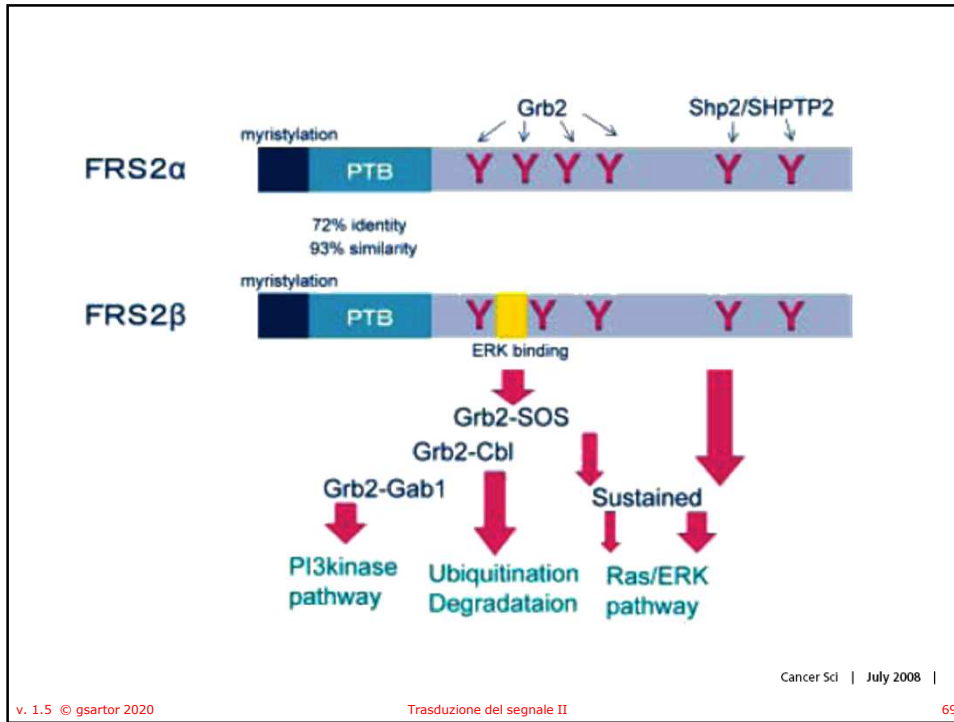 Grb2 Shp2/SHPTP2
myristylation
FRS2α PTB Y Y Y Y Y Y
72% identity
93% similarity
myristylation
FRS2β PTB Y Y Y Y Y
ERK binding
Grb2-SOS
Grb2-Cbl
Grb2-Gab1 Sustained
PI3kinase
pathway
Ubiquitination
Degradataion
Ras/ERK
pathway
Cancer Sci | July 2008 |
v. 1.5 © gsartor 2020 Trasduzione del segnale II 69